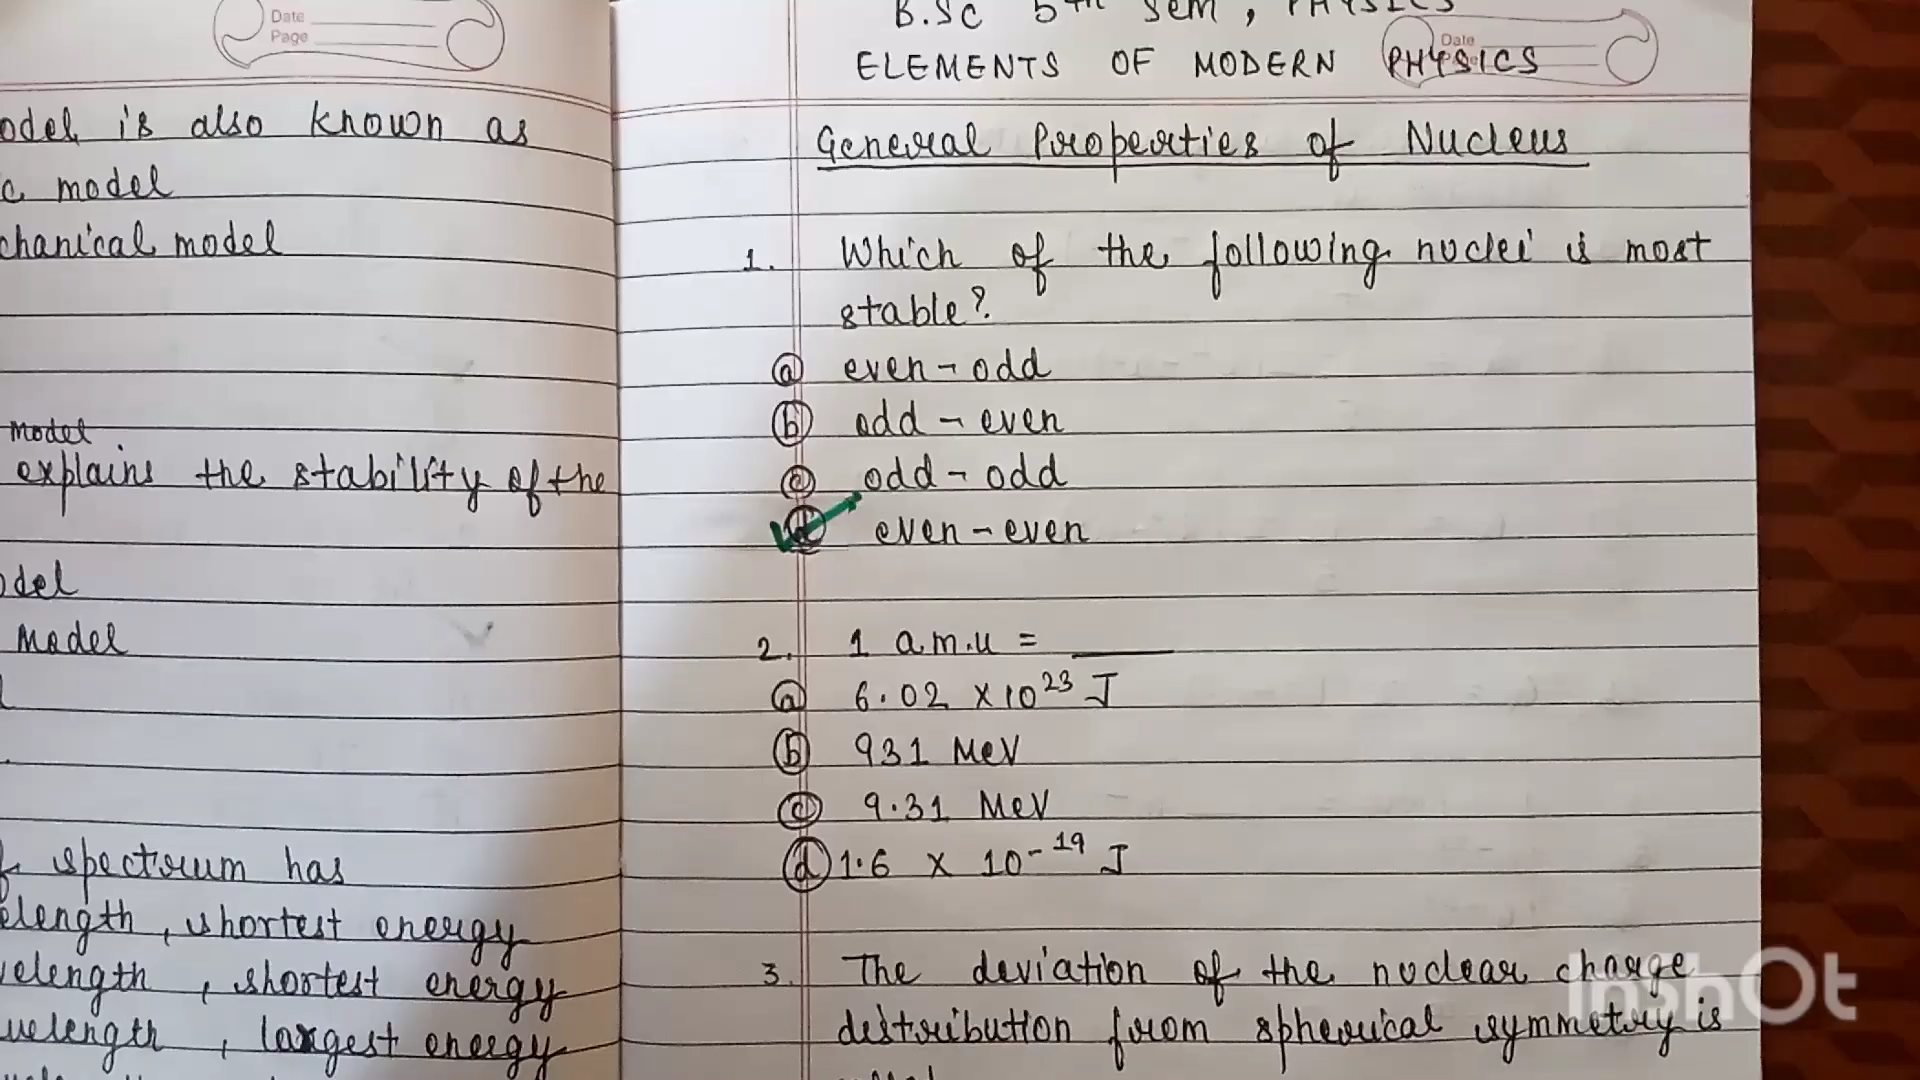 Date
Page
odel is also known as
c model
chanical model
model
explains the stability of the
odel
Model
spectrum has
elength, shortest energy
velength, shortest energy
velength, largest energy
B.Sc 5th Sem, PHYSICS
Date
ELEMENTS OF MODERN PHYSICS
General Properties of Nucleus
1. Which of the following nuclei is most
stable?
(a) even - odd
(b) odd - even
(c) odd - odd
(d) even - even
2. 1 a.m.u = ____
(a) 6.02 × 10²³ J
(b) 931 MeV
(c) 9.31 MeV
(d) 1.6 × 10⁻¹⁹ J
3. The deviation of the nuclear charge
distribution from spherical symmetry is
InshOt